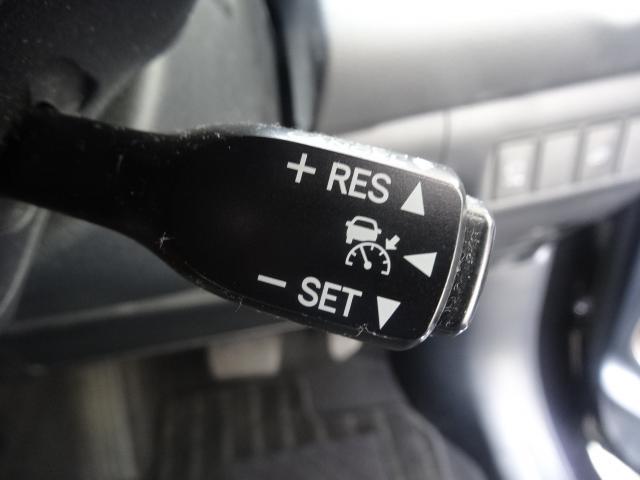 + RES
- SET